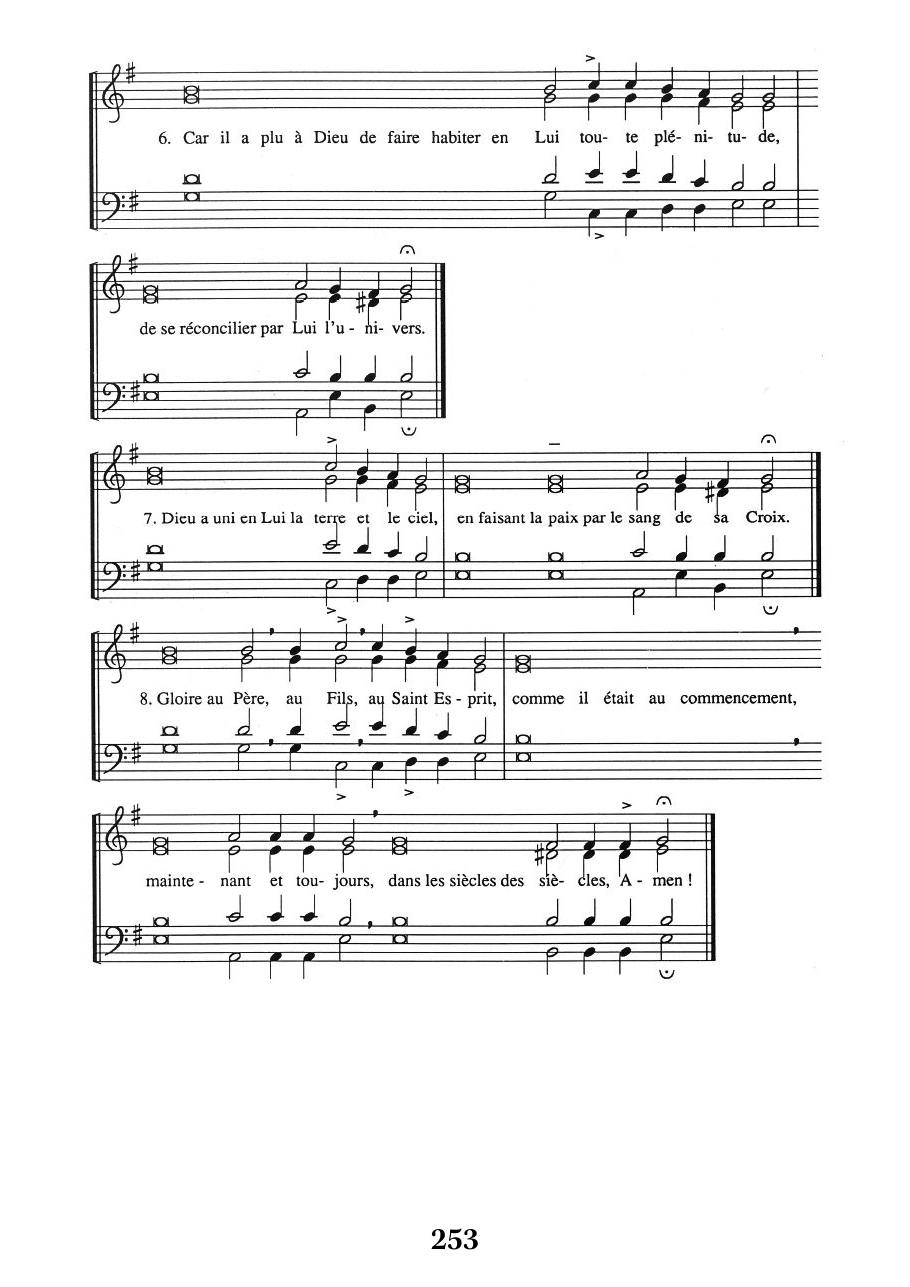 6. Car il a plu à Dieu de faire habiter en Lui tou- te plé- ni- tu- de,
de se réconcilier par Lui l'u - ni- vers.
7. Dieu a uni en Lui la terre et le ciel, en faisant la paix par le sang de sa Croix.
8. Gloire au Père, au Fils, au Saint Es - prit, comme il était au commencement,
mainte - nant et tou- jours, dans les siècles des siè- cles, A - men !
253